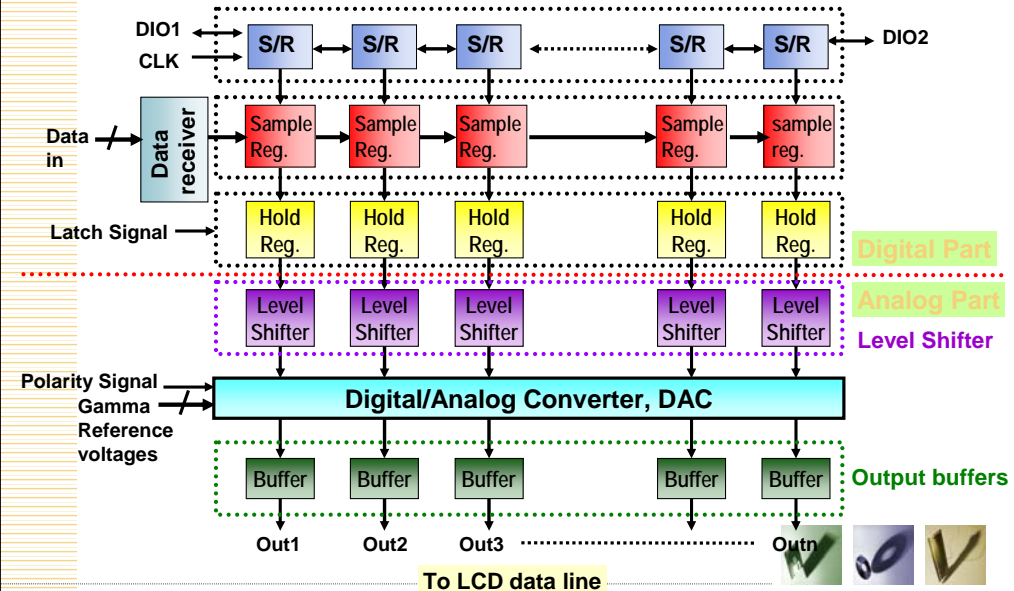 DIO1
CLK
S/R
S/R
S/R
S/R
S/R
DIO2
Data
in
Data
receiver
Sample
Reg.
Sample
Reg.
Sample
Reg.
Sample
Reg.
sample
reg.
Latch Signal
Hold
Reg.
Hold
Reg.
Hold
Reg.
Hold
Reg.
Hold
Reg.
Digital Part
Analog Part
Level
Shifter
Level
Shifter
Level
Shifter
Level
Shifter
Level
Shifter
Level Shifter
Polarity Signal
Gamma
Reference
voltages
Digital/Analog Converter, DAC
Buffer
Buffer
Buffer
Buffer
Buffer
Output buffers
Out1
Out2
Out3
Outn
To LCD data line